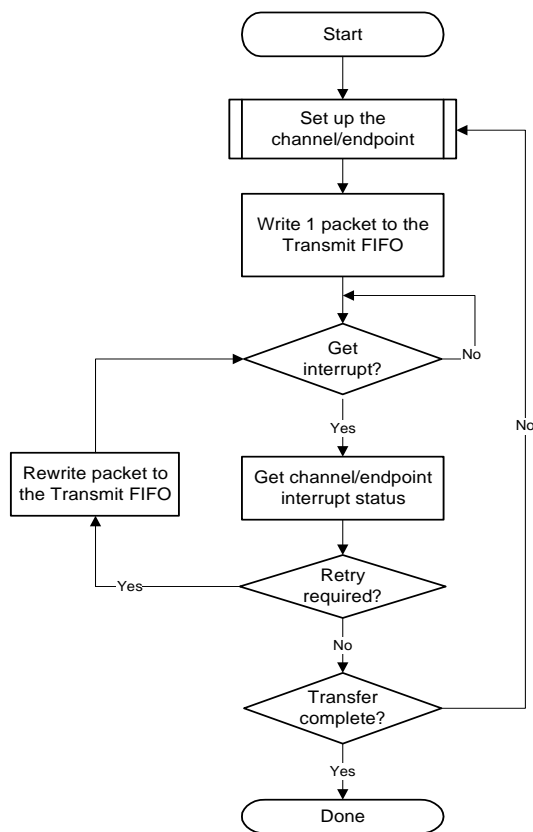 Start
Set up the
channel/endpoint
Write 1 packet to the
Transmit FIFO
Get
interrupt?
No
Yes
No
Rewrite packet to
the Transmit FIFO
Get channel/endpoint
interrupt status
Retry
required?
Yes
No
Transfer
complete?
Yes
Done